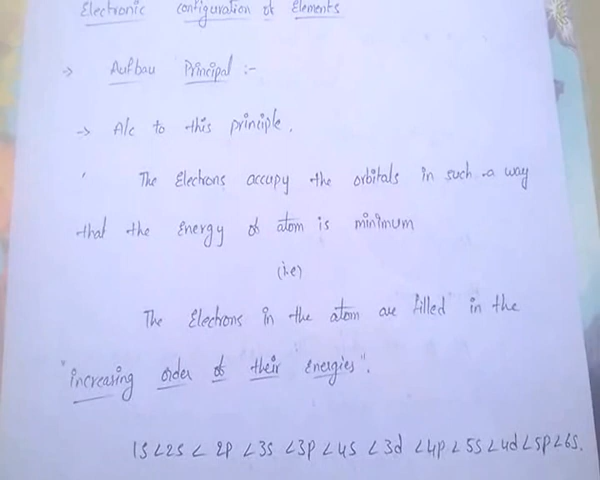 Electronic configuration of Elements
→ Aufbau Principal :-
→ A/c to this principle.
The Electrons occupy the orbitals in such a way
that the Energy of atom is minimum
(i.e)
The Electrons in the atom are filled in the
"increasing order of their Energies".
1S<2S< 2p <3s <3p <4s <3d <4p <5s <4d <5p <6s.